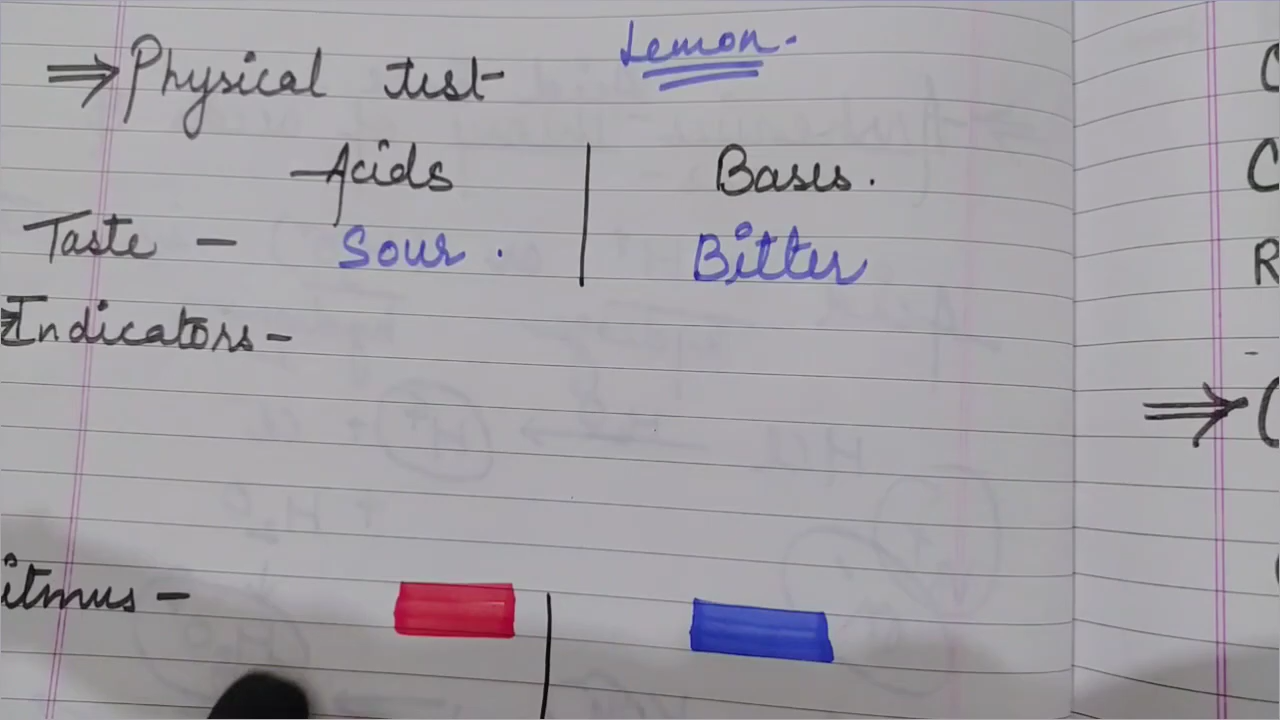 ⇒ Physical test
Lemon.
Acids | Bases.
Taste - Sour. | Bitter
Indicators -
itmus -